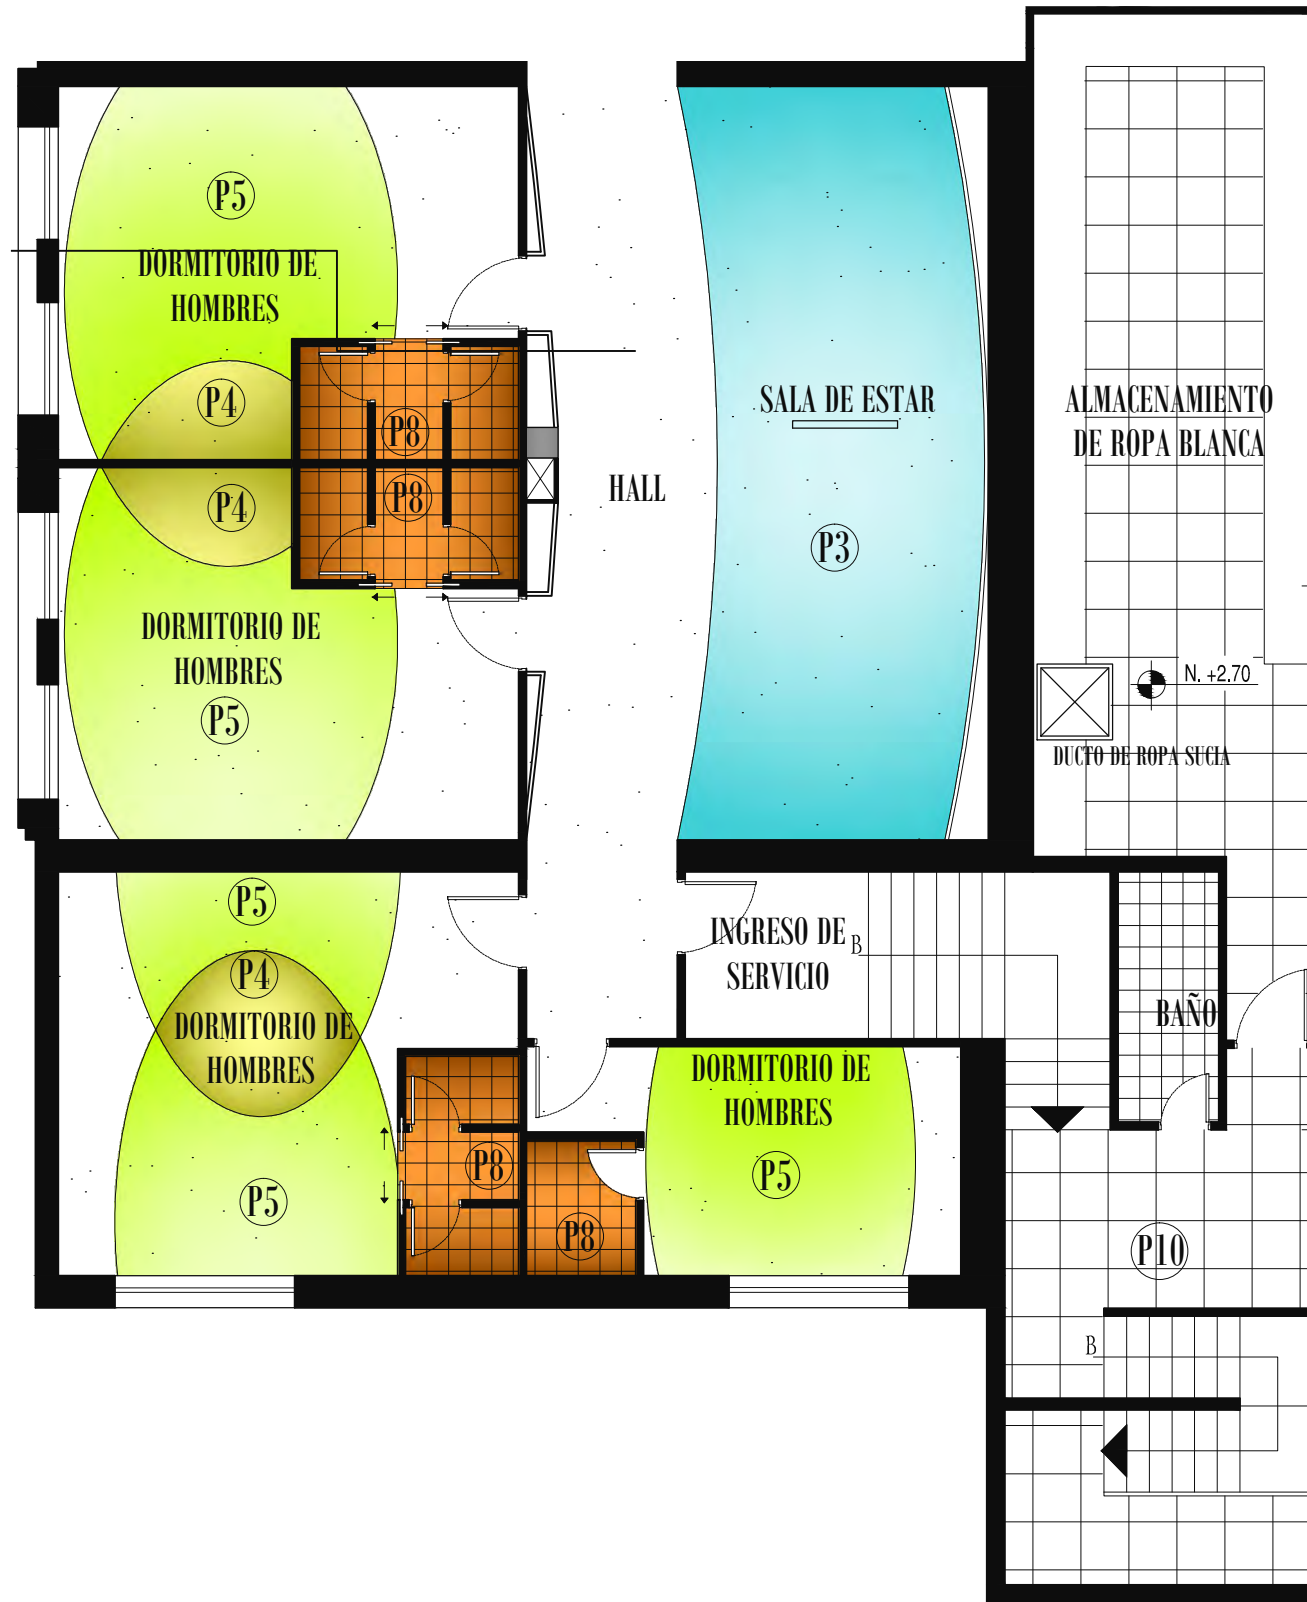 P5
DORMITORIO DE
HOMBRES
P4
P8
P4
P8
DORMITORIO DE
HOMBRES
P5
HALL
SALA DE ESTAR
P3
ALMACENAMIENTO
DE ROPA BLANCA
N. +2.70
DUCTO DE ROPA SUCIA
P5
P4
DORMITORIO DE
HOMBRES
P5
P8
P8
INGRESO DE
SERVICIO
B
BAÑO
DORMITORIO DE
HOMBRES
P5
P10
B